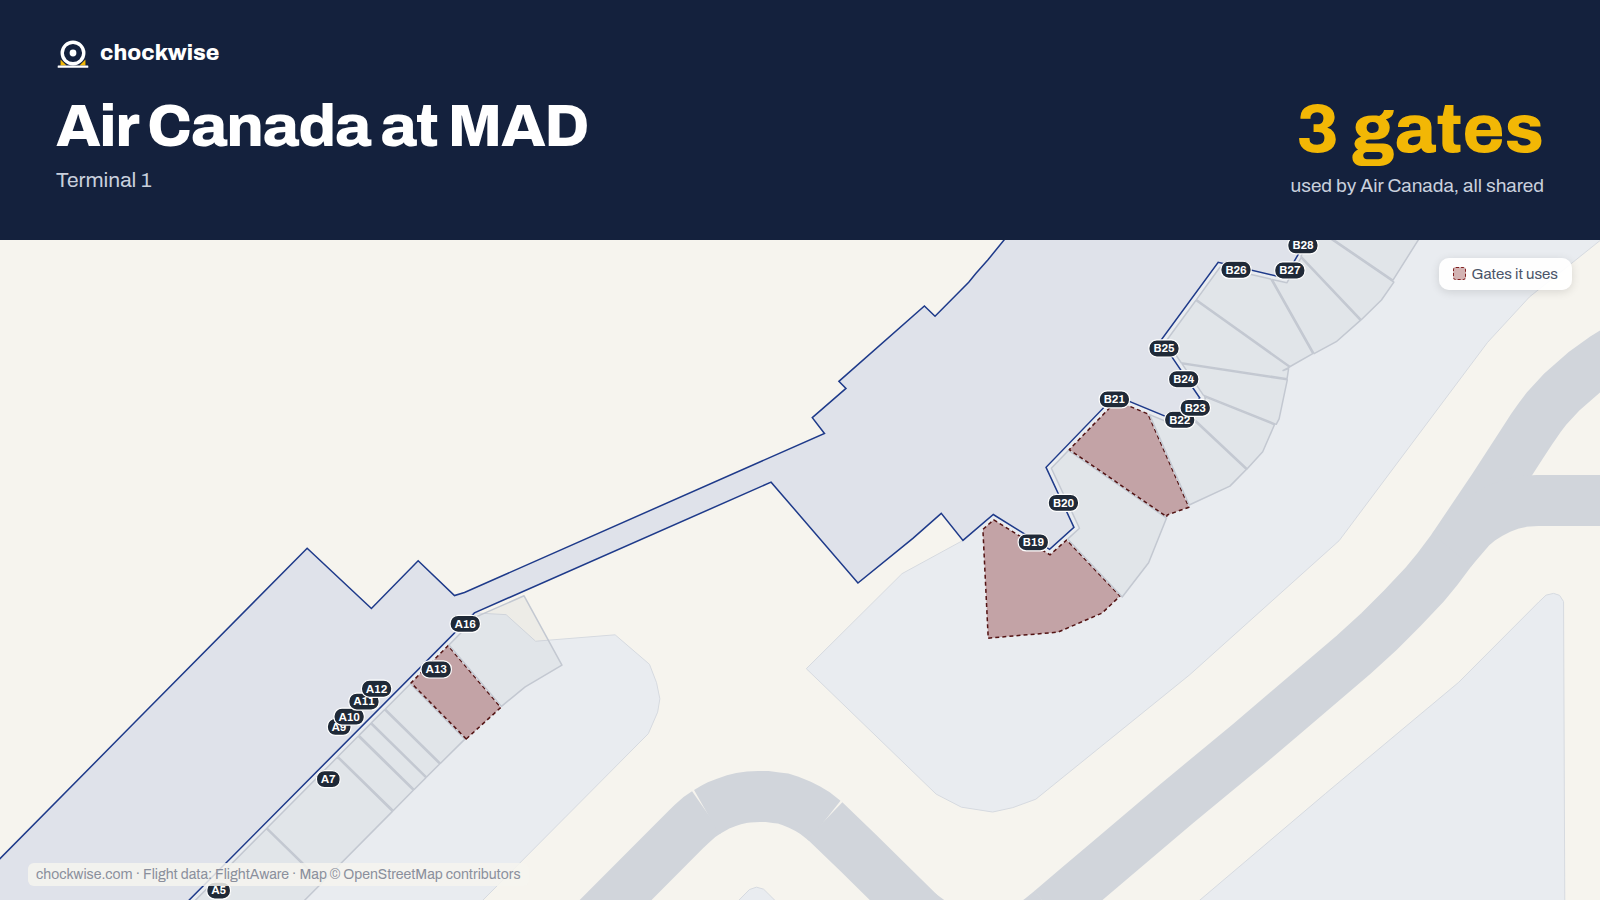 chockwise
Air Canada at MAD
Terminal 1
3 gates
used by Air Canada, all shared
Gates it uses
B28
B26
B27
B25
B24
B23
B22
B21
B20
B19
A16
A13
A12
A11
A10
A9
A7
A5
chockwise.com · Flight data: FlightAware · Map © OpenStreetMap contributors